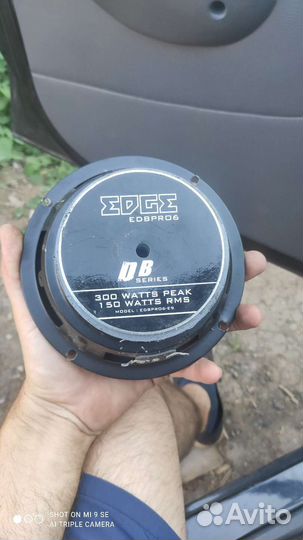 EDGE
EDBPRO6
DB
SERIES
300 WATTS PEAK
150 WATTS RMS
MODEL : EDBPRO6-E9
SHOT ON MI 9 SE
AI TRIPLE CAMERA
Avito